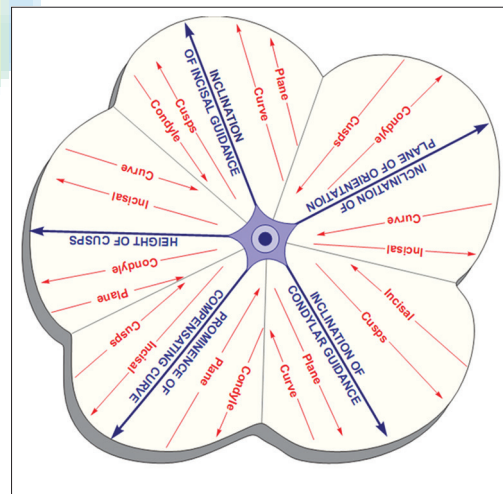 INCLINATION
OF INCISAL GUIDANCE
Cusps
Condyle
Curve
Plane
Cusps
Condyle
INCLINATION OF
PLANE OF ORIENTATION
Curve
Incisal
Incisal
Cusps
INCLINATION OF
CONDYLAR GUIDANCE
Plane
Curve
Condyle
Plane
PROMINENCE OF
COMPENSATING CURVE
Incisal
Cusps
Plane
Condyle
HEIGHT OF CUSPS
Incisal
Curve